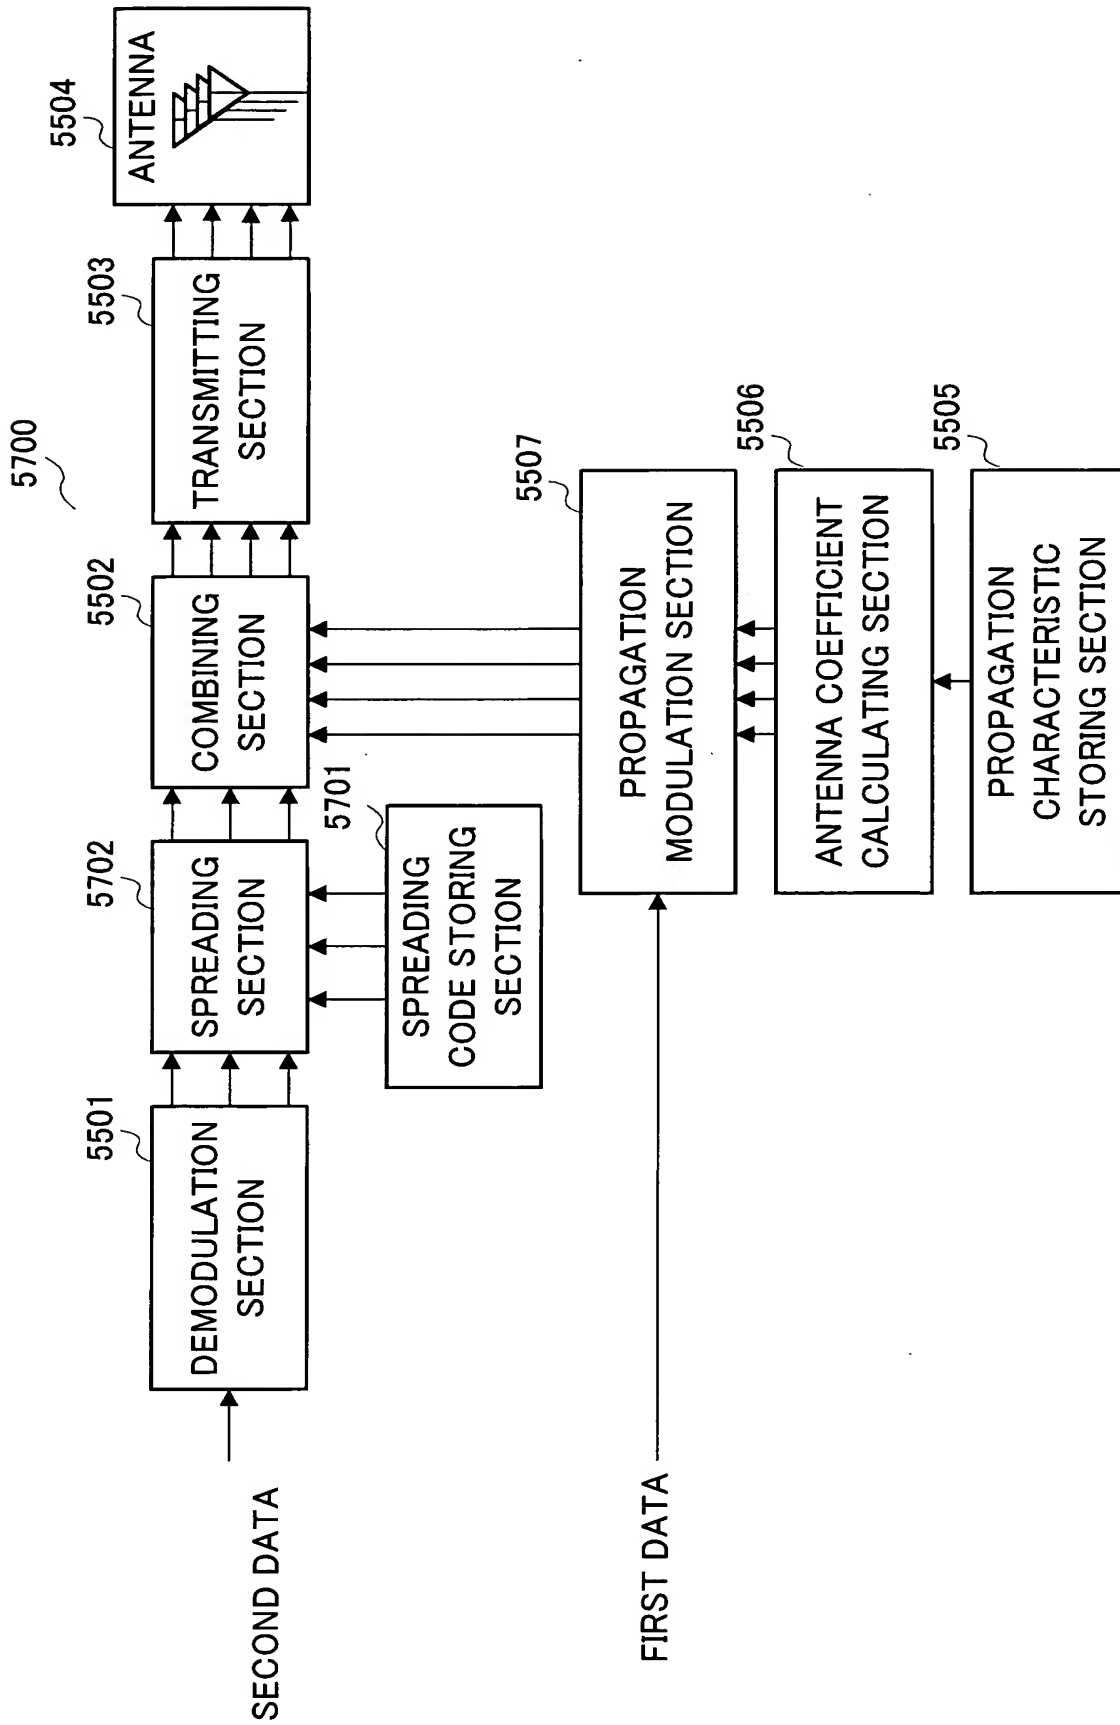 5700
5501
DEMODULATION
SECTION
5702
SPREADING
SECTION
5502
COMBINING
SECTION
5503
TRANSMITTING
SECTION
5504
ANTENNA
SECOND DATA
5701
SPREADING
CODE STORING
SECTION
5507
PROPAGATION
MODULATION SECTION
FIRST DATA
5506
ANTENNA COEFFICIENT
CALCULATING SECTION
5505
PROPAGATION
CHARACTERISTIC
STORING SECTION